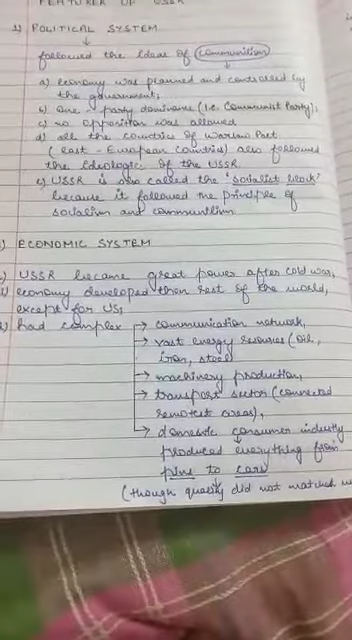 FEATURES OF USSR
1) POLITICAL SYSTEM
↓
followed the Ideas of communism
↓
a) economy was planned and controlled by
the government;
b) one-party dominance (i.e. Communist Party);
c) no opposition was allowed
d) all the countries of Warsaw Pact
(east-European countries) also followed
the Ideologie of the USSR
e) USSR is also called the 'socialist block'
because it followed the principle of
socialism and communism
) ECONOMIC SYSTEM
) USSR became great power after cold war,
) economy developed then rest of the world,
except for US,
) had complex → communication network,
→ vast energy resources (oil,
iron, steel
→ machinery production,
→ transport sector (connected
remotest areas),
→ domestic consumer industry
↓
produced everything from
pins to cars
↓
(though quality did not matched